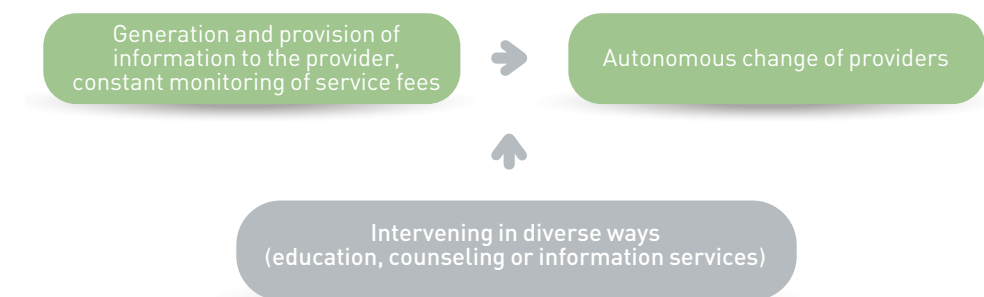 Generation and provision of
information to the provider,
constant monitoring of service fees
Autonomous change of providers
Intervening in diverse ways
(education, counseling or information services)